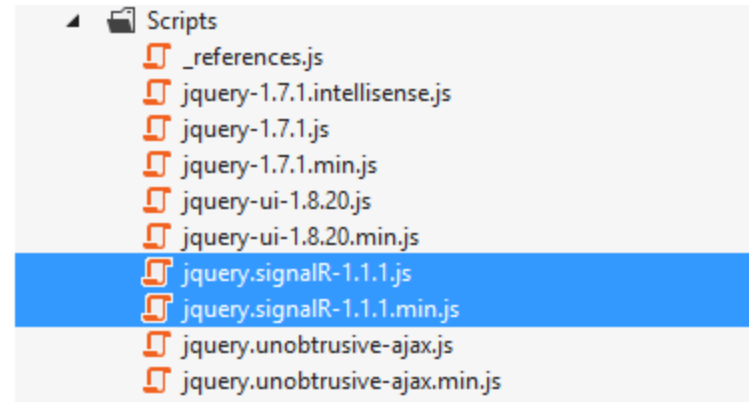 Scripts
_references.js
jquery-1.7.1.intellisense.js
jquery-1.7.1.js
jquery-1.7.1.min.js
jquery-ui-1.8.20.js
jquery-ui-1.8.20.min.js
jquery.signalR-1.1.1.js
jquery.signalR-1.1.1.min.js
jquery.unobtrusive-ajax.js
jquery.unobtrusive-ajax.min.js